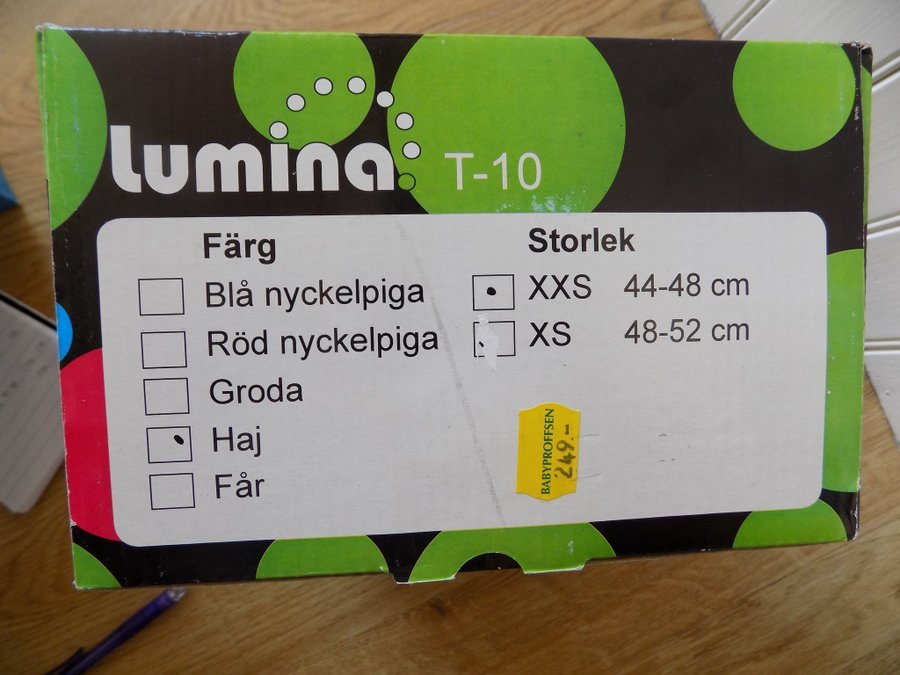 Lumina T-10
Färg
Blå nyckelpiga
Röd nyckelpiga
Groda
Haj
Får
Storlek
XXS 44-48 cm
XS 48-52 cm
BABYPROFFSEN
249.-